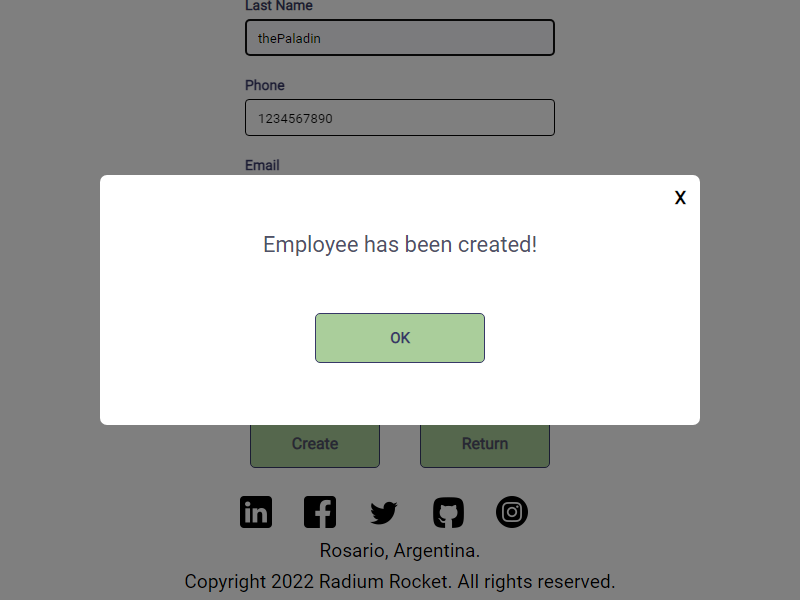 Last Name
thePaladin
Phone
1234567890
Email
X
Employee has been created!
OK
Create
Return
in
Rosario, Argentina.
Copyright 2022 Radium Rocket. All rights reserved.